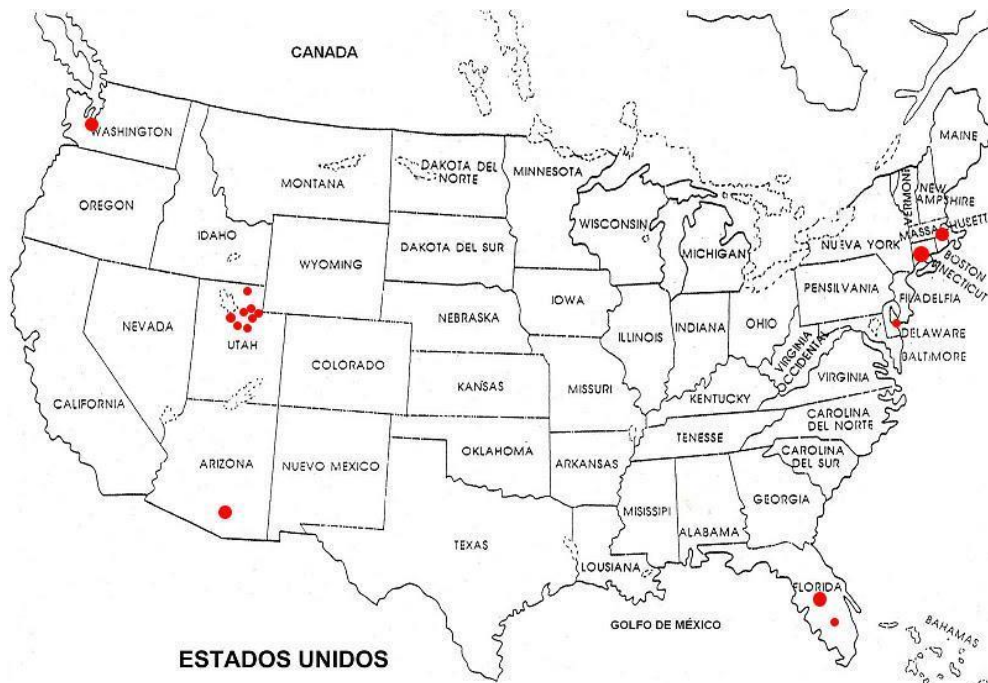 CANADA
WASHINGTON
MAINE
MONTANA
DAKOTA DEL
NORTE
MINNESOTA
VERMONT
NEW
AMPSHIRE
OREGON
IDAHO
WISCONSIN
MICHIGAN
MASSACHUSETT
NUEVA YORK
BOSTON
NNECTICUT
DAKOTA DEL SUR
WYOMING
PENSILVANIA
FILADELFIA
NEVADA
IOWA
NEBRASKA
ILLINOIS
INDIANA
OHIO
DELAWARE
BALTIMORE
UTAH
VIRGINIA
OCCIDENTAL
VIRGINIA
COLORADO
KANSAS
MISSURI
KENTUCKY
CALIFORNIA
CAROLINA
DEL NORTE
TENESSE
OKLAHOMA
ARIZONA
NUEVO MEXICO
ARKANSAS
CAROLINA
DEL SUR
MISISSIPI
ALABAMA
GEORGIA
TEXAS
LOUSIANA
FLORIDA
GOLFO DE MÉXICO
BAHAMAS
ESTADOS UNIDOS